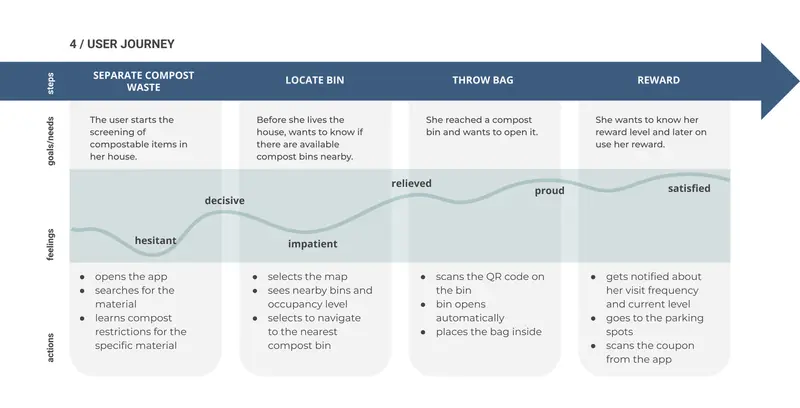 4 / USER JOURNEY
steps
SEPARATE COMPOST
WASTE
LOCATE BIN
THROW BAG
REWARD
goals/needs
The user starts the
screening of
compostable items in
her house.
Before she lives the
house, wants to know if
there are available
compost bins nearby.
She reached a compost
bin and wants to open it.
She wants to know her
reward level and later on
use her reward.
feelings
hesitant
decisive
impatient
relieved
proud
satisfied
actions
● opens the app
● searches for the
material
● learns compost
restrictions for the
specific material
● selects the map
● sees nearby bins and
occupancy level
● selects to navigate
to the nearest
compost bin
● scans the QR code on
the bin
● bin opens
automatically
● places the bag inside
● gets notified about
her visit frequency
and current level
● goes to the parking
spots
● scans the coupon
from the app